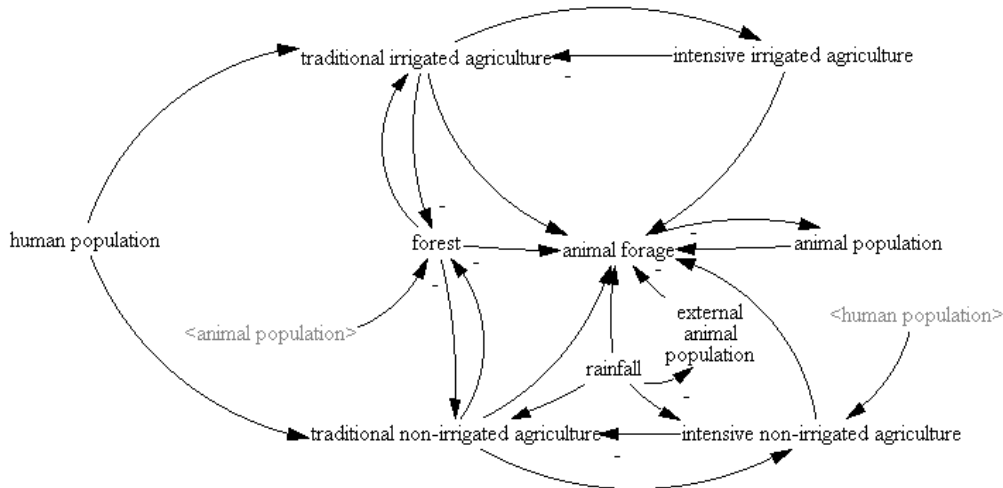 traditional irrigated agriculture
intensive irrigated agriculture
-
-
-
human population
forest
animal forage
animal population
-
-
-
<animal population>
external
animal
population
<human population>
rainfall
-
traditional non-irrigated agriculture
intensive non-irrigated agriculture
-